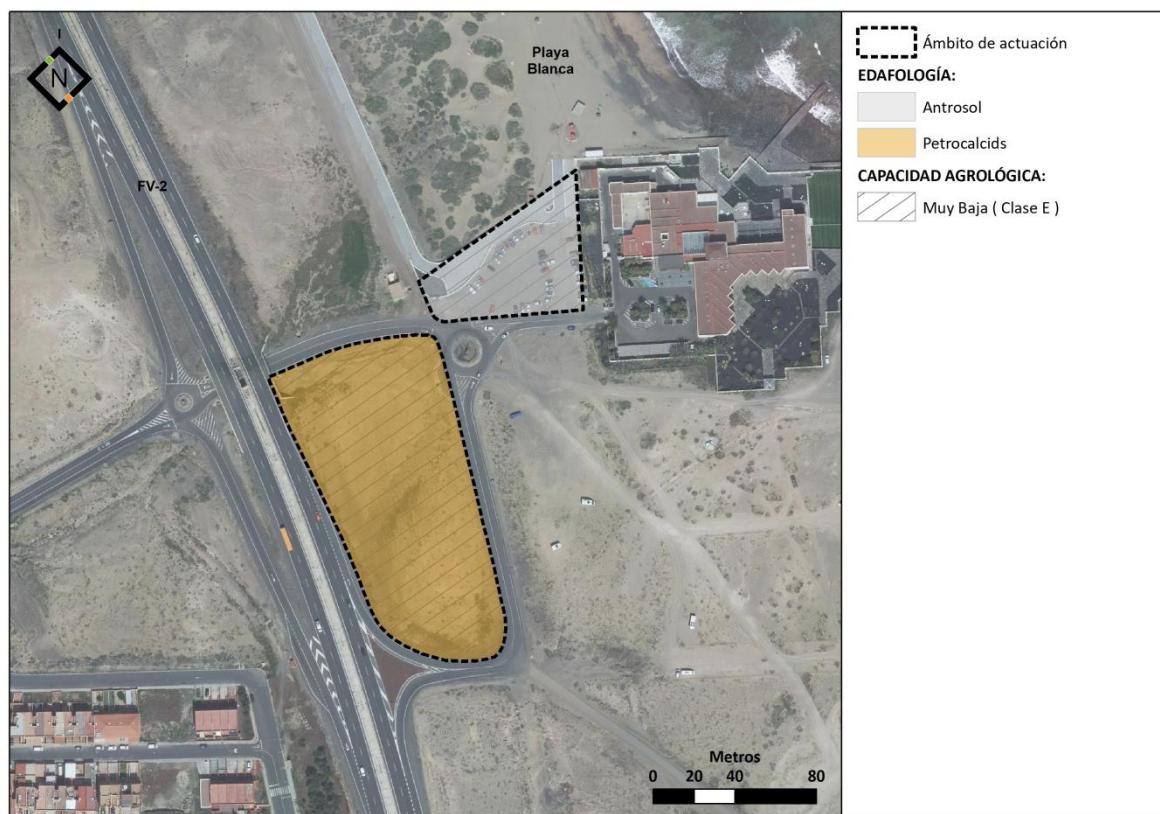 Playa
Blanca
N
FV-2
Metros
0 20 40 80
Ámbito de actuación
EDAFOLOGÍA:
Antrosol
Petrocalcids
CAPACIDAD AGROLÓGICA:
Muy Baja ( Clase E )